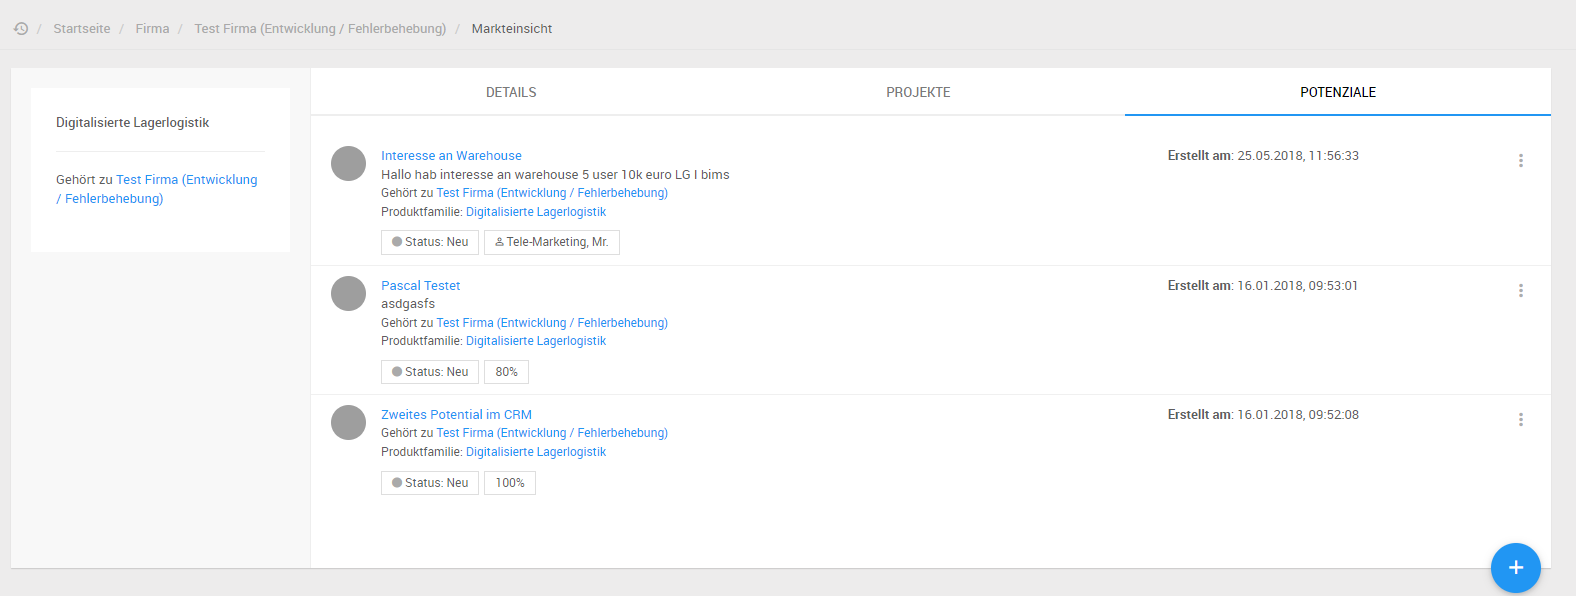 / Startseite / Firma / Test Firma (Entwicklung / Fehlerbehebung) / Markteinsicht
Digitalisierte Lagerlogistik
Gehört zu Test Firma (Entwicklung
/ Fehlerbehebung)
DETAILS
PROJEKTE
POTENZIALE
Interesse an Warehouse
Erstellt am: 25.05.2018, 11:56:33
Hallo hab interesse an warehouse 5 user 10k euro LG I bims
Gehört zu Test Firma (Entwicklung / Fehlerbehebung)
Produktfamilie: Digitalisierte Lagerlogistik
Status: Neu
Tele-Marketing, Mr.
Pascal Testet
Erstellt am: 16.01.2018, 09:53:01
asdgasfs
Gehört zu Test Firma (Entwicklung / Fehlerbehebung)
Produktfamilie: Digitalisierte Lagerlogistik
Status: Neu
80%
Zweites Potential im CRM
Erstellt am: 16.01.2018, 09:52:08
Gehört zu Test Firma (Entwicklung / Fehlerbehebung)
Produktfamilie: Digitalisierte Lagerlogistik
Status: Neu
100%